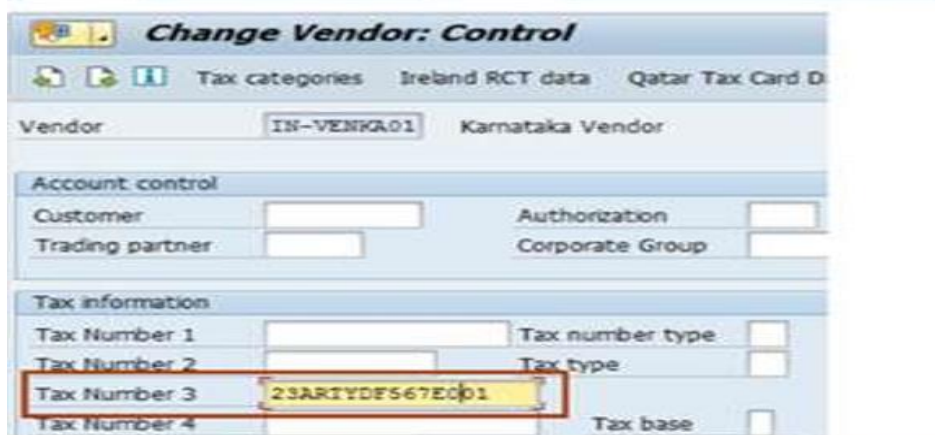 Change Vendor: Control
Tax categories Ireland RCT data Qatar Tax Card D
Vendor IN-VENKA01 Karnataka Vendor
Account control
Customer Authorization
Trading partner Corporate Group
Tax information
Tax Number 1 Tax number type
Tax Number 2 Tax type
Tax Number 3 23ARTYDF567E001
Tax Number 4 Tax base